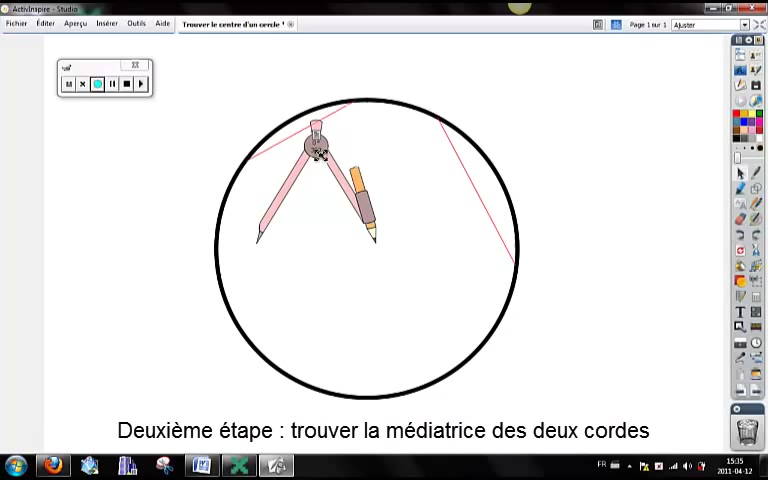 ActivInspire - Studio
Fichier Éditer Aperçu Insérer Outils Aide
Trouver le centre d'un cercle *
Page 1 sur 1
Ajuster
Deuxième étape : trouver la médiatrice des deux cordes
FR
15:35
2011-04-12